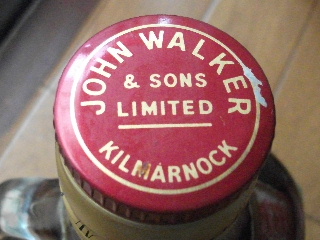 JOHN WALKER
& SONS
LIMITED
KILMARNOCK